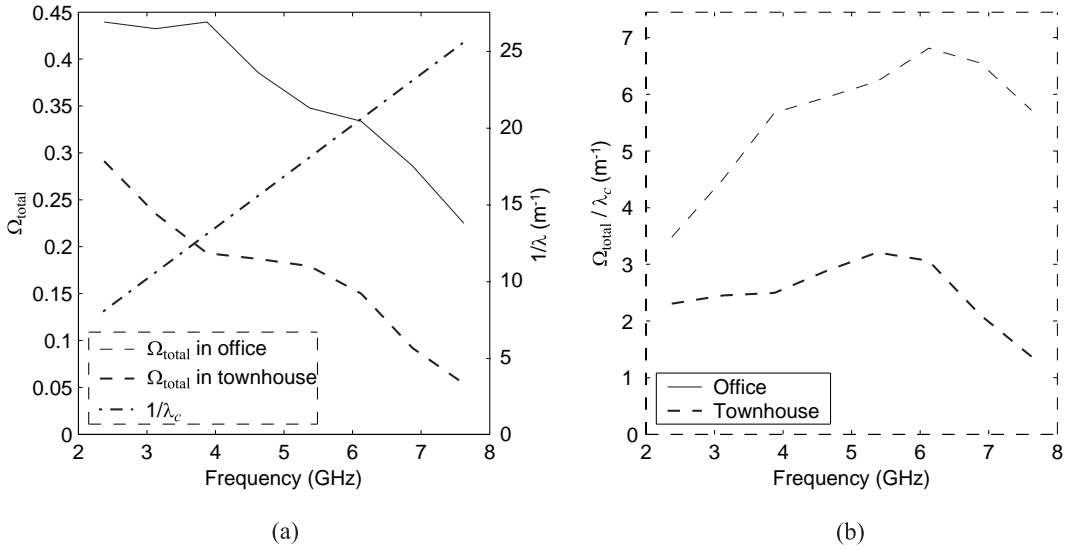 0.45
0.4
0.35
0.3
0.25
0.2
0.15
0.1
0.05
0
Ωtotal
25
20
15
10
5
0
1/λ (m⁻¹)
Ωtotal in office
Ωtotal in townhouse
1/λc
2 3 4 5 6 7 8
Frequency (GHz)
(a)
7
6
5
4
3
2
1
0
Ωtotal / λc (m⁻¹)
Office
Townhouse
2 3 4 5 6 7 8
Frequency (GHz)
(b)